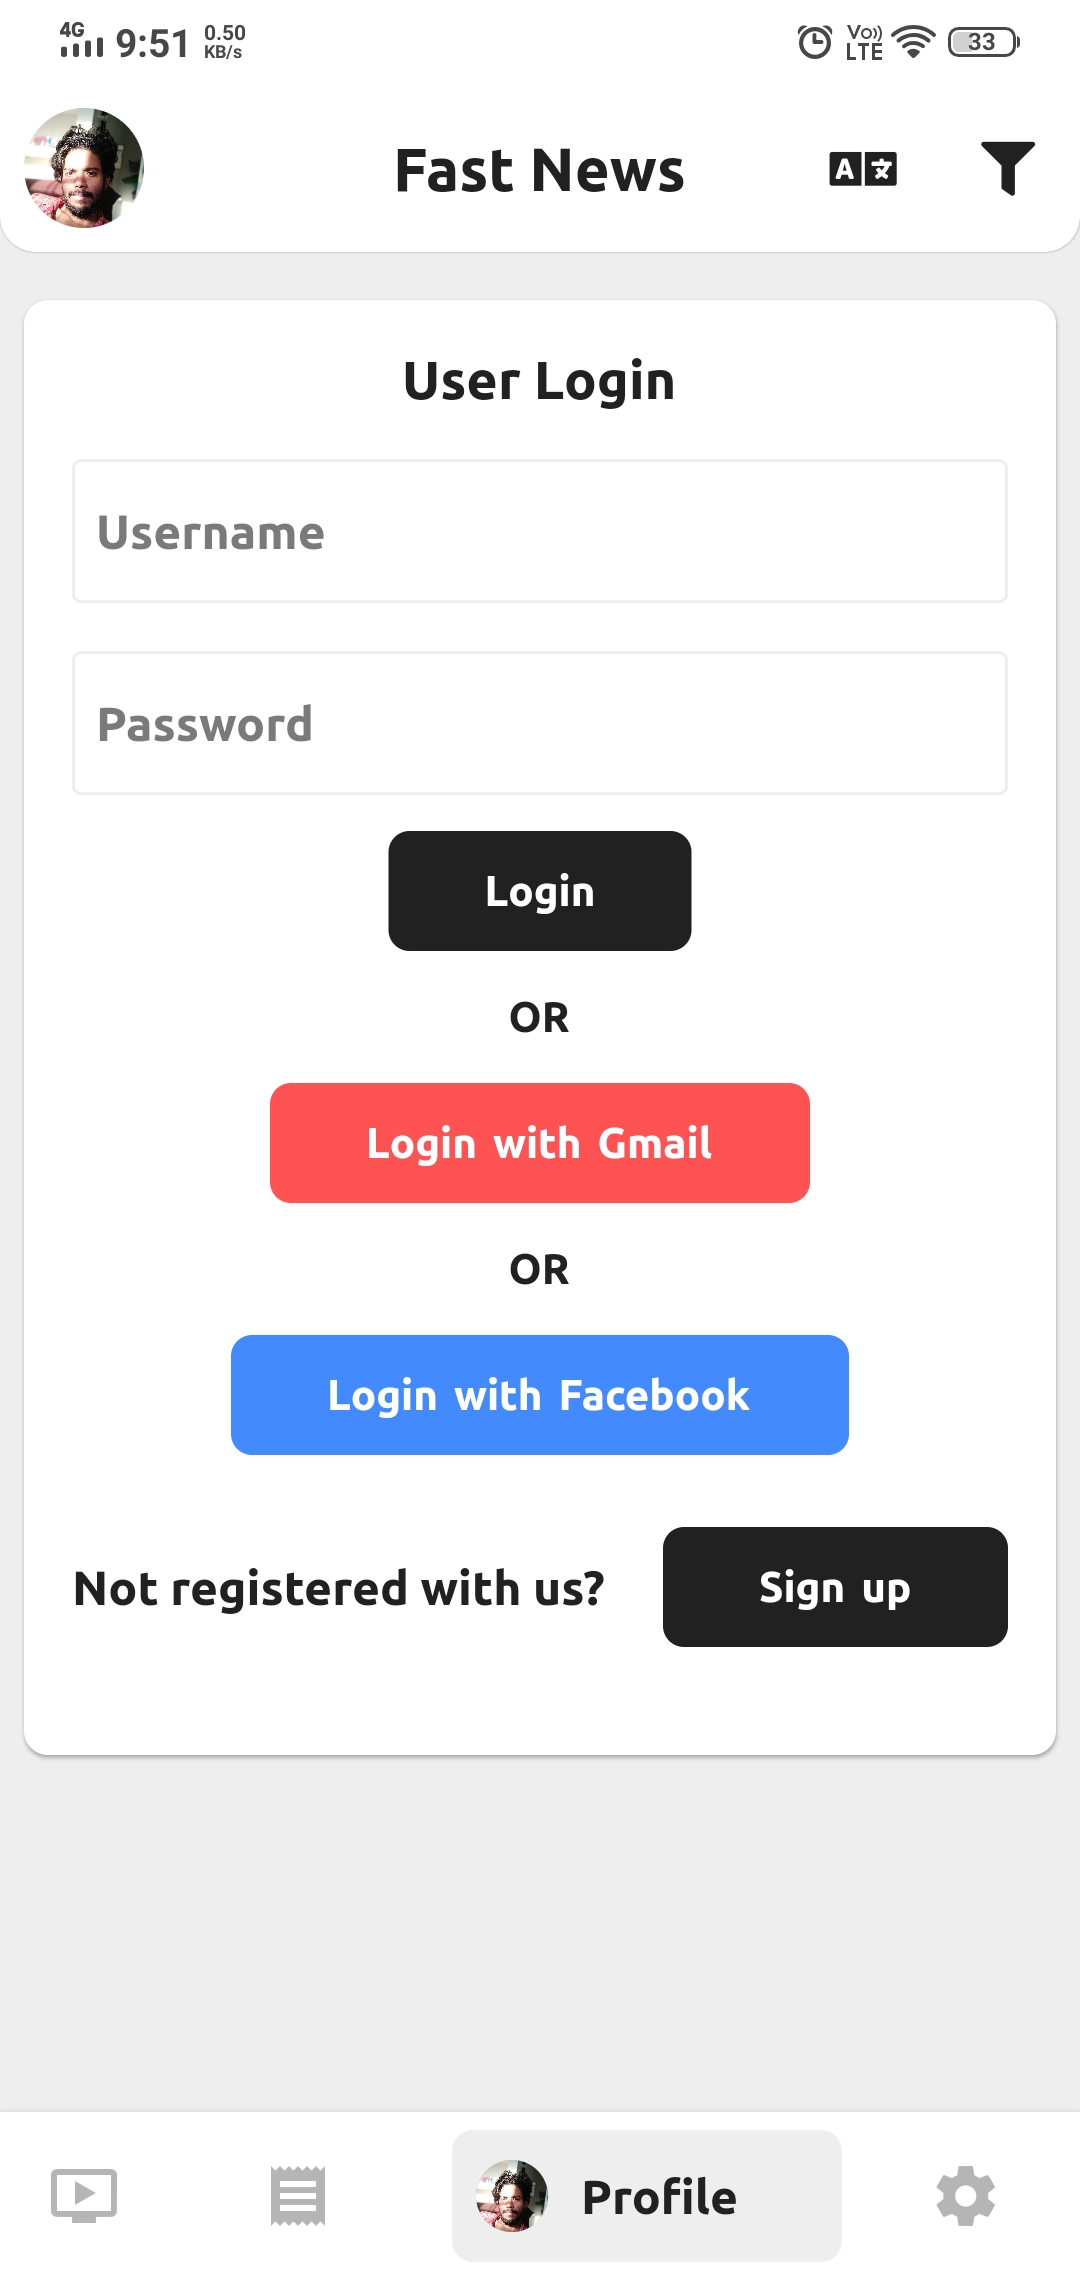 4G 9:51 0.50 KB/s Vo)) LTE 33
Fast News A 文
User Login
Username
Password
Login
OR
Login with Gmail
OR
Login with Facebook
Not registered with us? Sign up
Profile